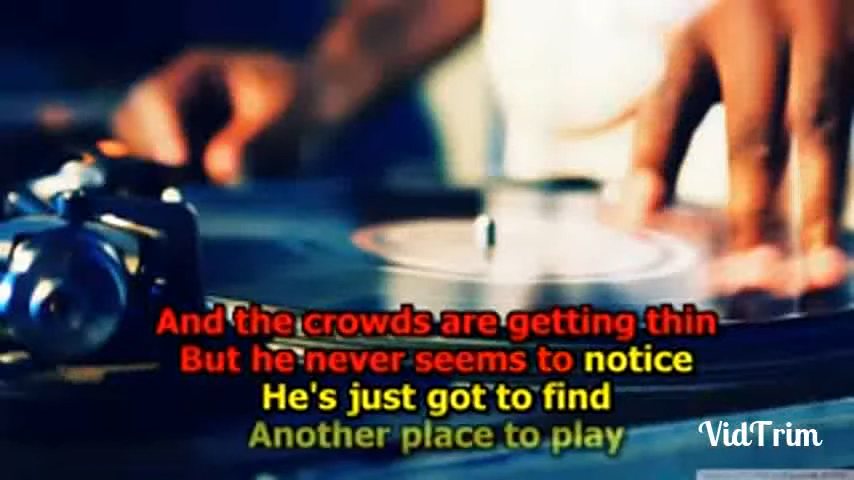 And the crowds are getting thin
But he never seems to notice
He's just got to find
Another place to play
VidTrim